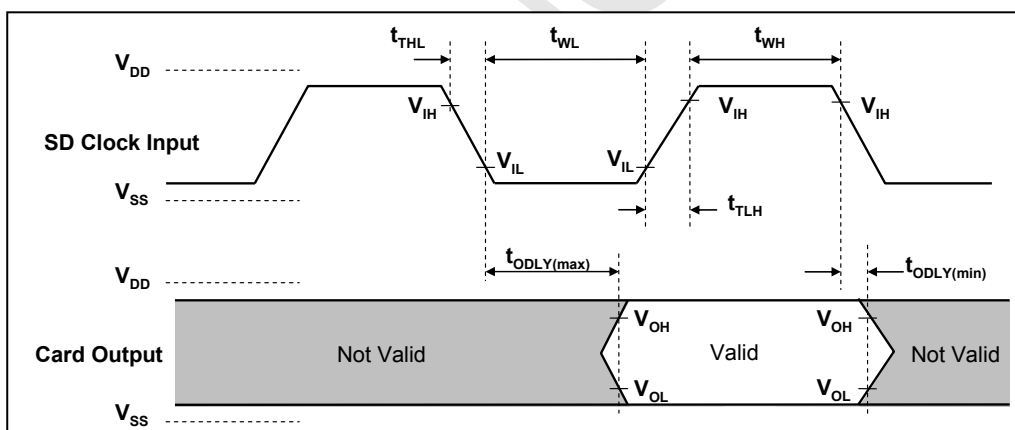 tTHL
tWL
tWH
VDD
VIH
VIH
VIH
SD Clock Input
VIL
VIL
VSS
tTLH
VDD
tODLY(max)
tODLY(min)
VOH
VOH
Card Output
Not Valid
Valid
Not Valid
VOL
VOL
VSS